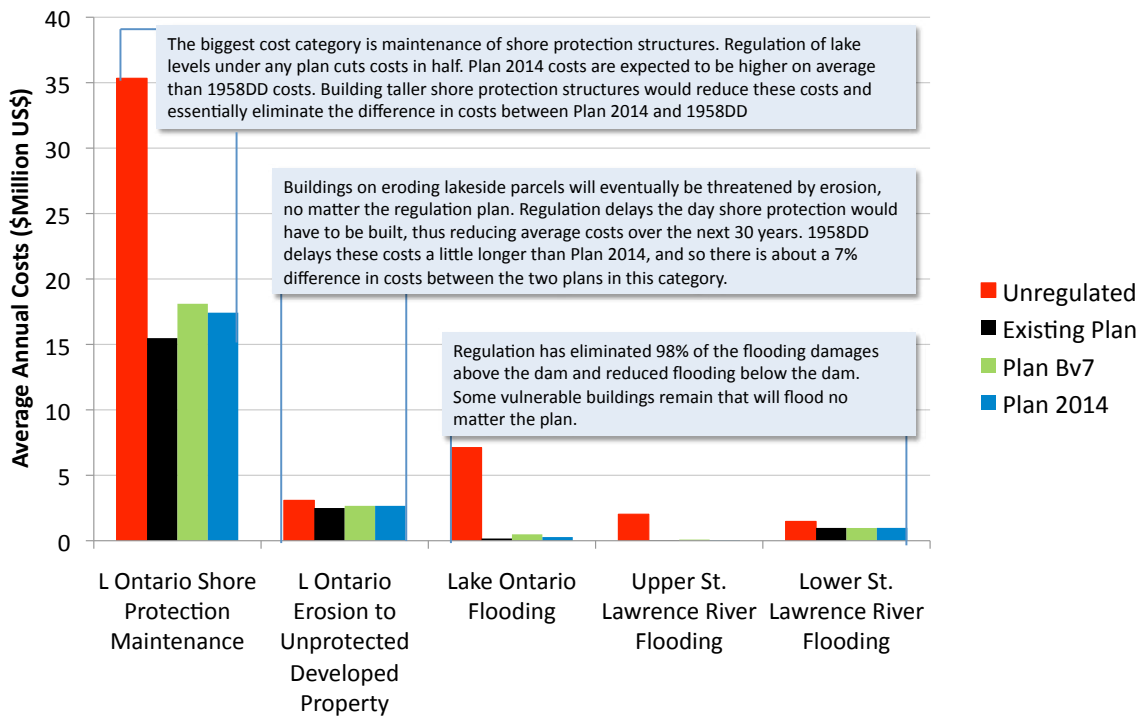 40
35
30
25
20
15
10
5
0
Average Annual Costs ($Million US$)
The biggest cost category is maintenance of shore protection structures. Regulation of lake
levels under any plan cuts costs in half. Plan 2014 costs are expected to be higher on average
than 1958DD costs. Building taller shore protection structures would reduce these costs and
essentially eliminate the difference in costs between Plan 2014 and 1958DD
Buildings on eroding lakeside parcels will eventually be threatened by erosion,
no matter the regulation plan. Regulation delays the day shore protection would
have to be built, thus reducing average costs over the next 30 years. 1958DD
delays these costs a little longer than Plan 2014, and so there is about a 7%
difference in costs between the two plans in this category.
Regulation has eliminated 98% of the flooding damages
above the dam and reduced flooding below the dam.
Some vulnerable buildings remain that will flood no
matter the plan.
Unregulated
Existing Plan
Plan Bv7
Plan 2014
L Ontario Shore
Protection
Maintenance
L Ontario
Erosion to
Unprotected
Developed
Property
Lake Ontario
Flooding
Upper St.
Lawrence River
Flooding
Lower St.
Lawrence River
Flooding